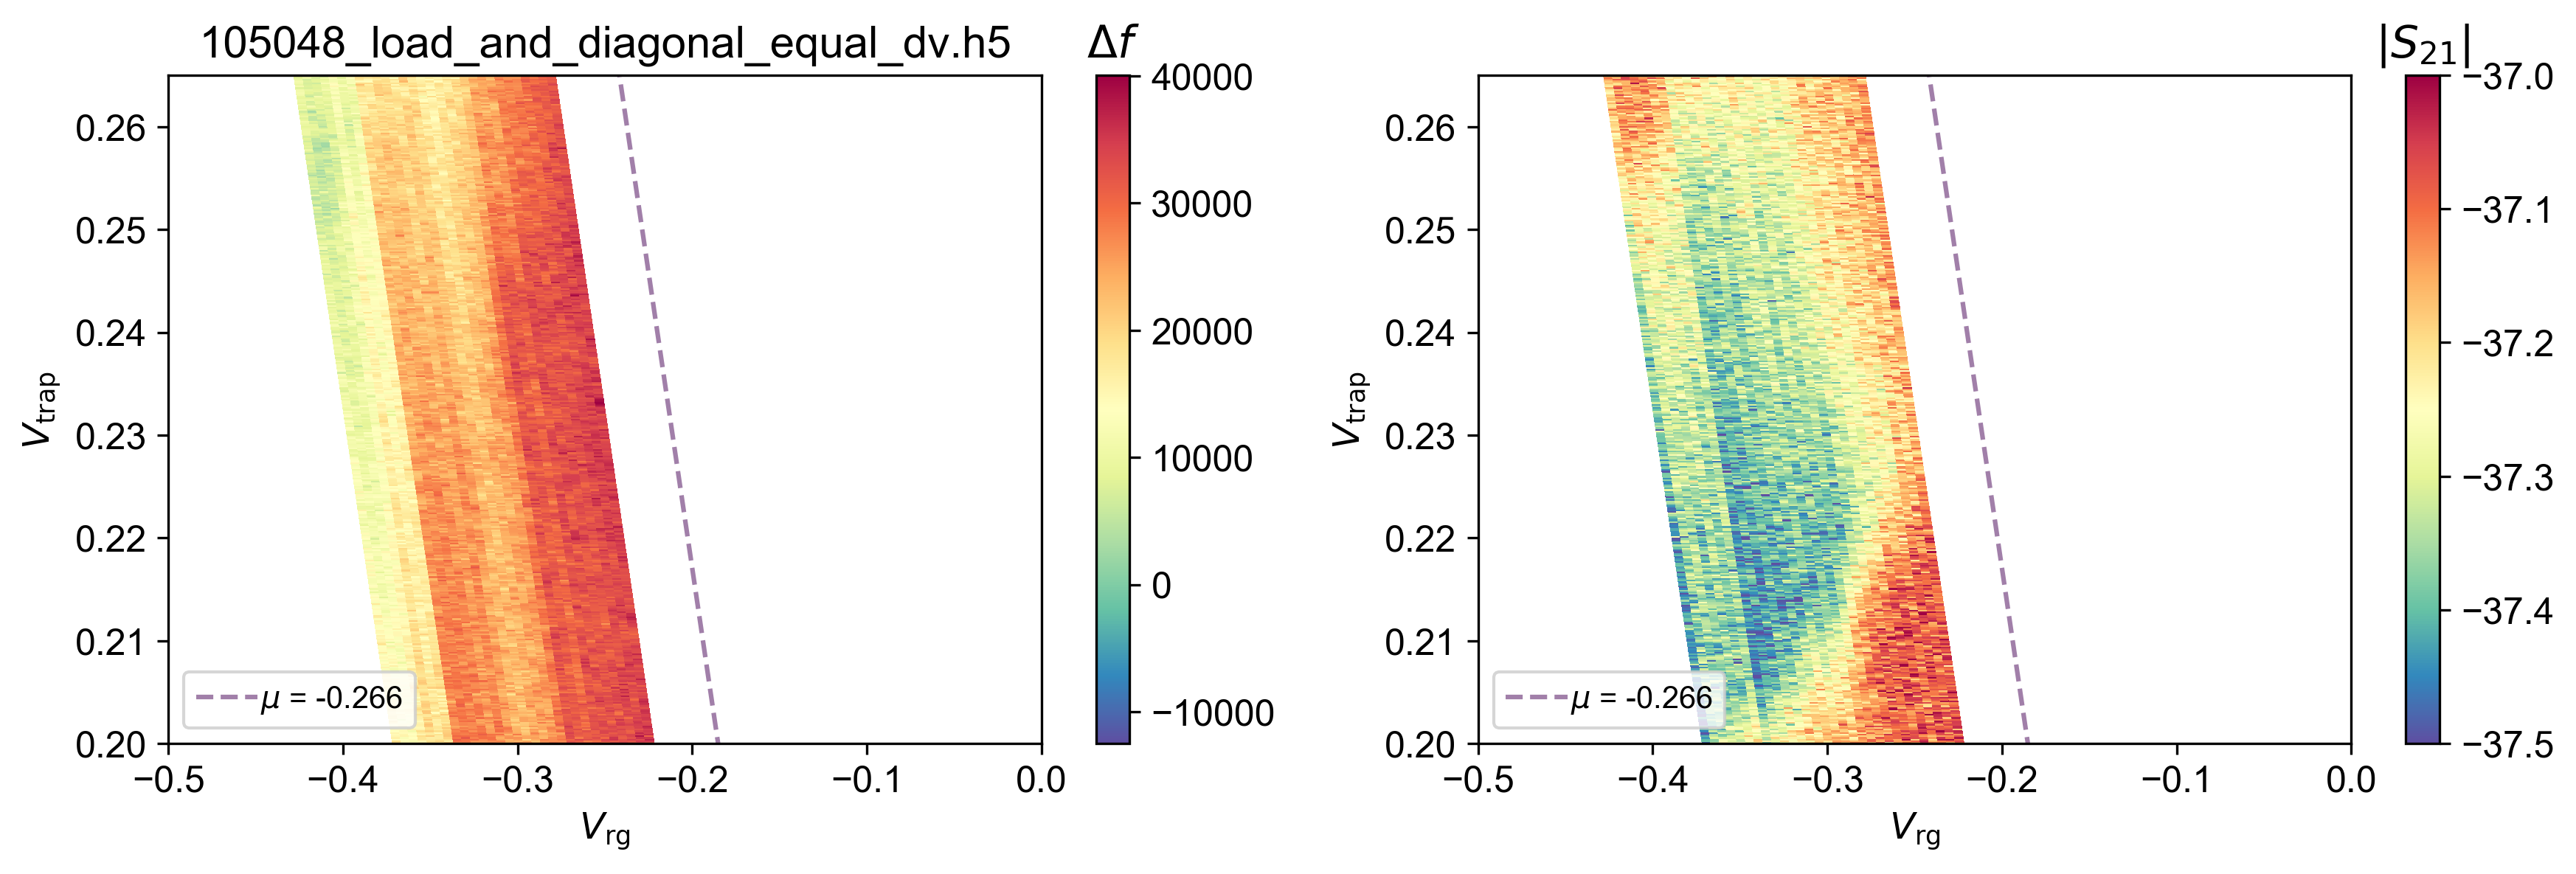 105048_load_and_diagonal_equal_dv.h5
Δf
40000
30000
20000
10000
0
−10000
0.26
0.25
0.24
0.23
0.22
0.21
0.20
V_trap
μ = -0.266
−0.5 −0.4 −0.3 −0.2 −0.1 0.0
V_rg
|S_21|
−37.0
−37.1
−37.2
−37.3
−37.4
−37.5
0.26
0.25
0.24
0.23
0.22
0.21
0.20
V_trap
μ = -0.266
−0.5 −0.4 −0.3 −0.2 −0.1 0.0
V_rg